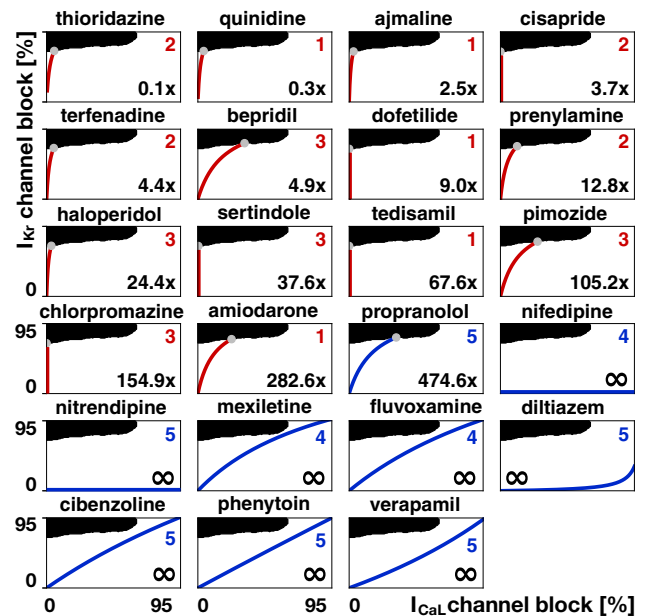 thioridazine quinidine ajmaline cisapride
2 1 1 2
0.1x 0.3x 2.5x 3.7x
terfenadine bepridil dofetilide prenylamine
2 3 1 2
4.4x 4.9x 9.0x 12.8x
haloperidol sertindole tedisamil pimozide
3 3 1 3
0 24.4x 37.6x 67.6x 105.2x
chlorpromazine amiodarone propranolol nifedipine
95 3 1 5 4
0 154.9x 282.6x 474.6x ∞
nitrendipine mexiletine fluvoxamine diltiazem
95 5 4 4 5
0 ∞ ∞ ∞ ∞
cibenzoline phenytoin verapamil
95 5 5 5
0 ∞ ∞ ∞
0 95 0 ICaL channel block [%]
IKr channel block [%]